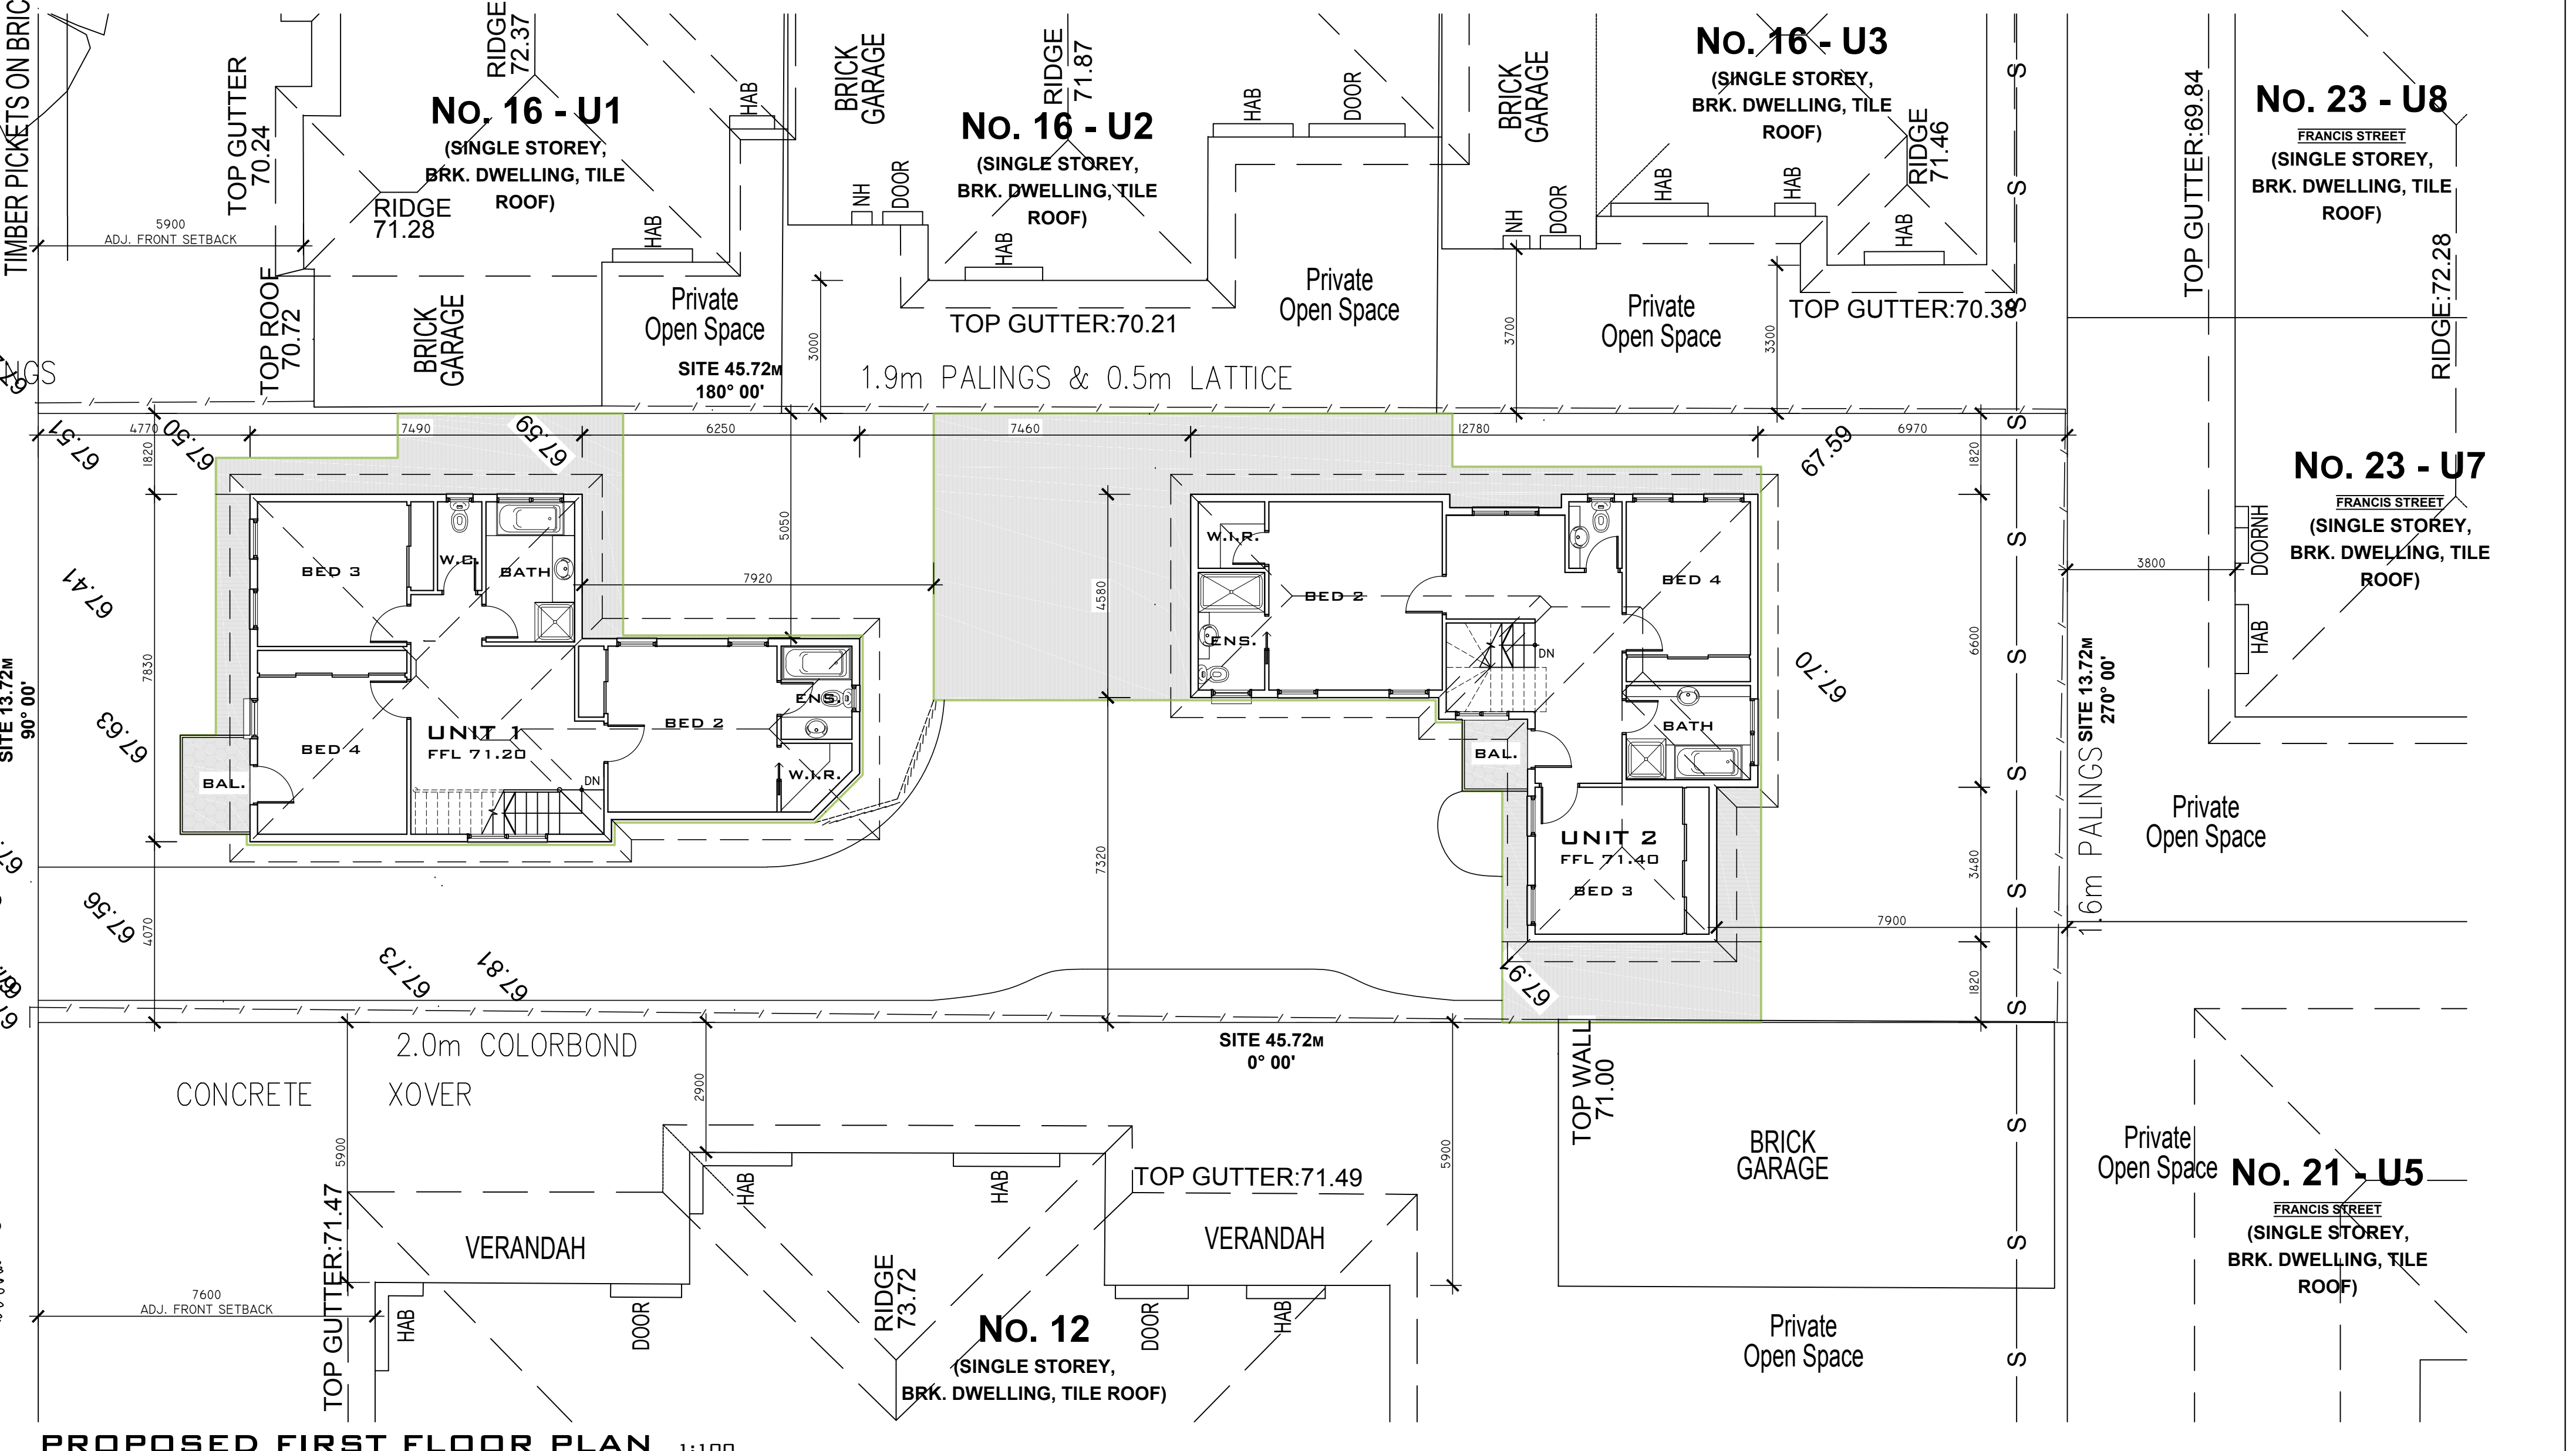 TIMBER PICKETS ON BRIC
TOP GUTTER
70.24
RIDGE
72.37
No. 16 - U1
(SINGLE STOREY,
BRK. DWELLING, TILE
ROOF)
RIDGE
71.28
HAB
HAB
5900
ADJ. FRONT SETBACK
TOP ROOF
70.72
BRICK
GARAGE
Private
Open Space
BRICK
GARAGE
RIDGE
71.87
No. 16 - U2
(SINGLE STOREY,
BRK. DWELLING, TILE
ROOF)
NH
DOOR
HAB
HAB
DOOR
TOP GUTTER:70.21
Private
Open Space
3000
BRICK
GARAGE
No. 16 - U3
(SINGLE STOREY,
BRK. DWELLING, TILE
ROOF)
RIDGE
71.46
NH
DOOR
HAB
HAB
HAB
3700
Private
Open Space
3300
TOP GUTTER:70.38
TOP GUTTER:69.84
No. 23 - U8
FRANCIS STREET
(SINGLE STOREY,
BRK. DWELLING, TILE
ROOF)
RIDGE:72.28
No. 23 - U7
FRANCIS STREET
(SINGLE STOREY,
BRK. DWELLING, TILE
ROOF)
DOOR
NH
HAB
3800
SITE 45.72M
180° 00'
1.9m PALINGS & 0.5m LATTICE
NGS
67.51
4770
67.50
7490
67.59
6250
7460
12780
67.59
6970
1820
1820
5050
7920
4580
6600
67.41
67.63
67.70
7830
SITE 13.72M
90° 00'
BED 3
W.C.
BATH
BED 4
UNIT 1
FFL 71.20
BED 2
ENS.
W.I.R.
DN
BAL.
W.I.R.
BED 2
ENS.
BED 4
DN
BATH
BAL.
UNIT 2
FFL 71.40
BED 3
SITE 13.72M
270° 00'
1.6m PALINGS
Private
Open Space
7320
3480
7900
1820
67.56
4070
67.73
67.81
67.97
2.0m COLORBOND
SITE 45.72M
0° 00'
CONCRETE XOVER
2900
5900
5900
TOP WALL
71.00
BRICK
GARAGE
Private
Open Space
Private
Open Space
No. 21 - U5
FRANCIS STREET
(SINGLE STOREY,
BRK. DWELLING, TILE
ROOF)
TOP GUTTER:71.47
VERANDAH
HAB
HAB
TOP GUTTER:71.49
VERANDAH
7600
ADJ. FRONT SETBACK
HAB
DOOR
RIDGE
73.72
No. 12
(SINGLE STOREY,
BRK. DWELLING, TILE ROOF)
DOOR
HAB
S
S
S
S
S
S
S
S
S
S
S
S
PROPOSED FIRST FLOOR PLAN 1:100